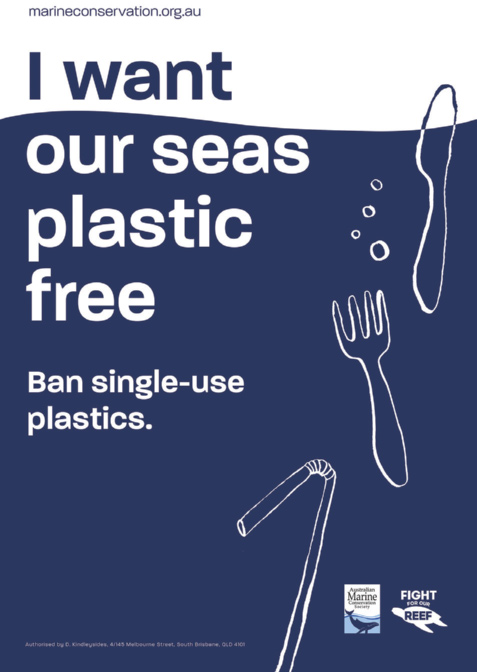 marineconservation.org.au
I want
our seas
plastic
free
Ban single-use
plastics.
Australian
Marine
Conservation
Society
FIGHT
FOR OUR
REEF
Authorised by D. Kindleysides, 4/145 Melbourne Street, South Brisbane, QLD 4101